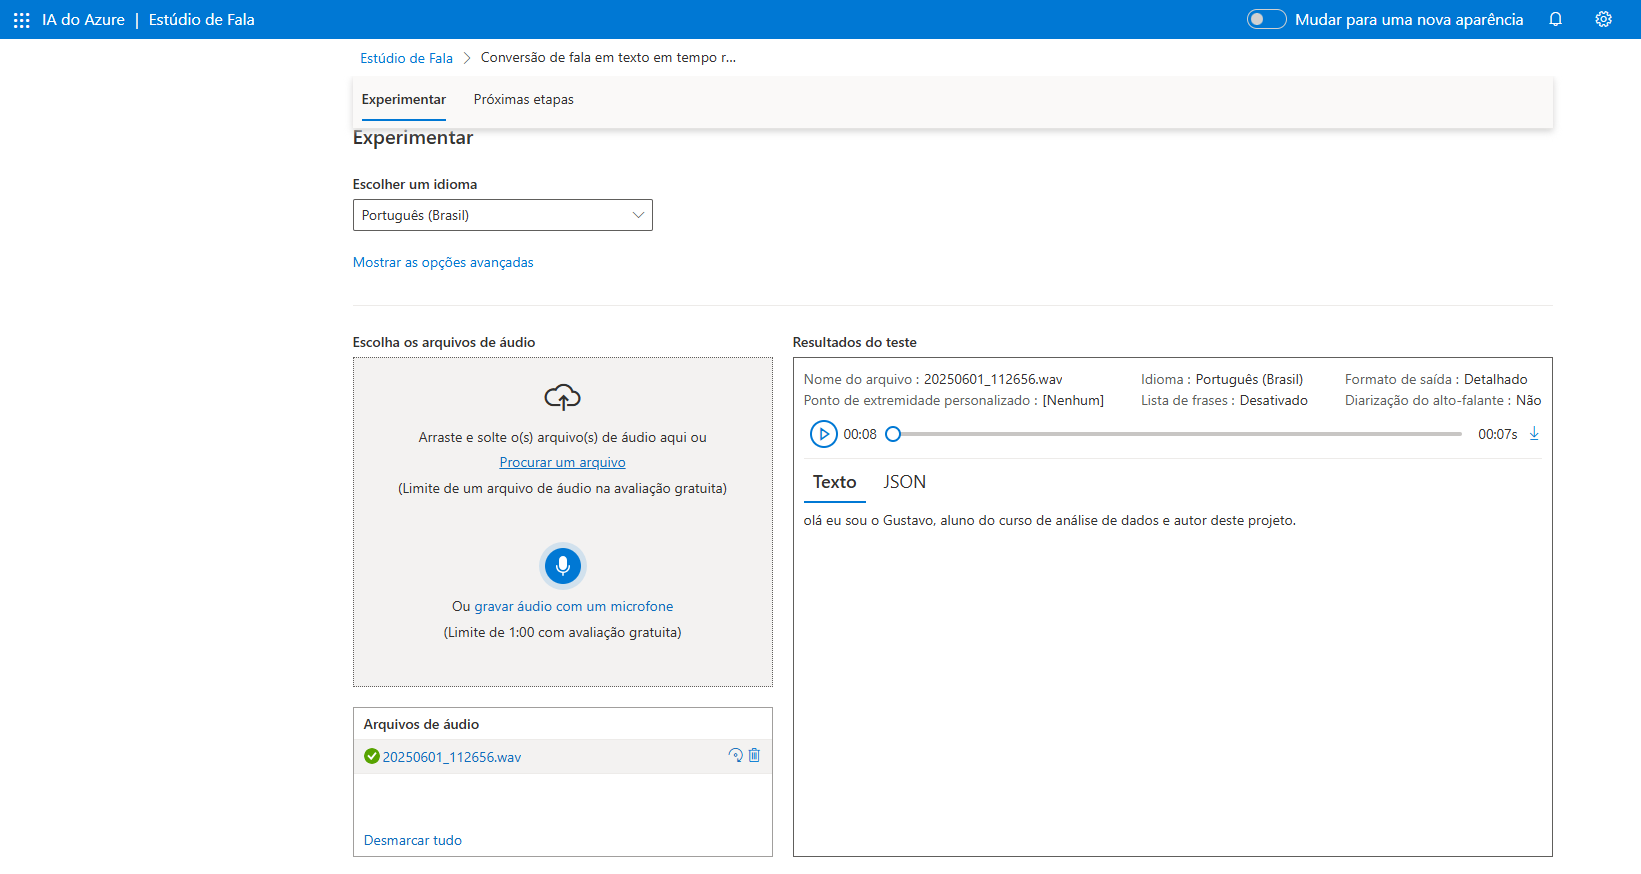 IA do Azure | Estúdio de Fala
Mudar para uma nova aparência
Estúdio de Fala > Conversão de fala em texto em tempo r...
Experimentar
Próximas etapas
Experimentar
Escolher um idioma
Português (Brasil)
Mostrar as opções avançadas
Escolha os arquivos de áudio
Arraste e solte o(s) arquivo(s) de áudio aqui ou
Procurar um arquivo
(Limite de um arquivo de áudio na avaliação gratuita)
Ou gravar áudio com um microfone
(Limite de 1:00 com avaliação gratuita)
Arquivos de áudio
20250601_112656.wav
Desmarcar tudo
Resultados do teste
Nome do arquivo : 20250601_112656.wav
Idioma : Português (Brasil)
Formato de saída : Detalhado
Ponto de extremidade personalizado : [Nenhum]
Lista de frases : Desativado
Diarização do alto-falante : Não
00:08
00:07s
Texto
JSON
olá eu sou o Gustavo, aluno do curso de análise de dados e autor deste projeto.